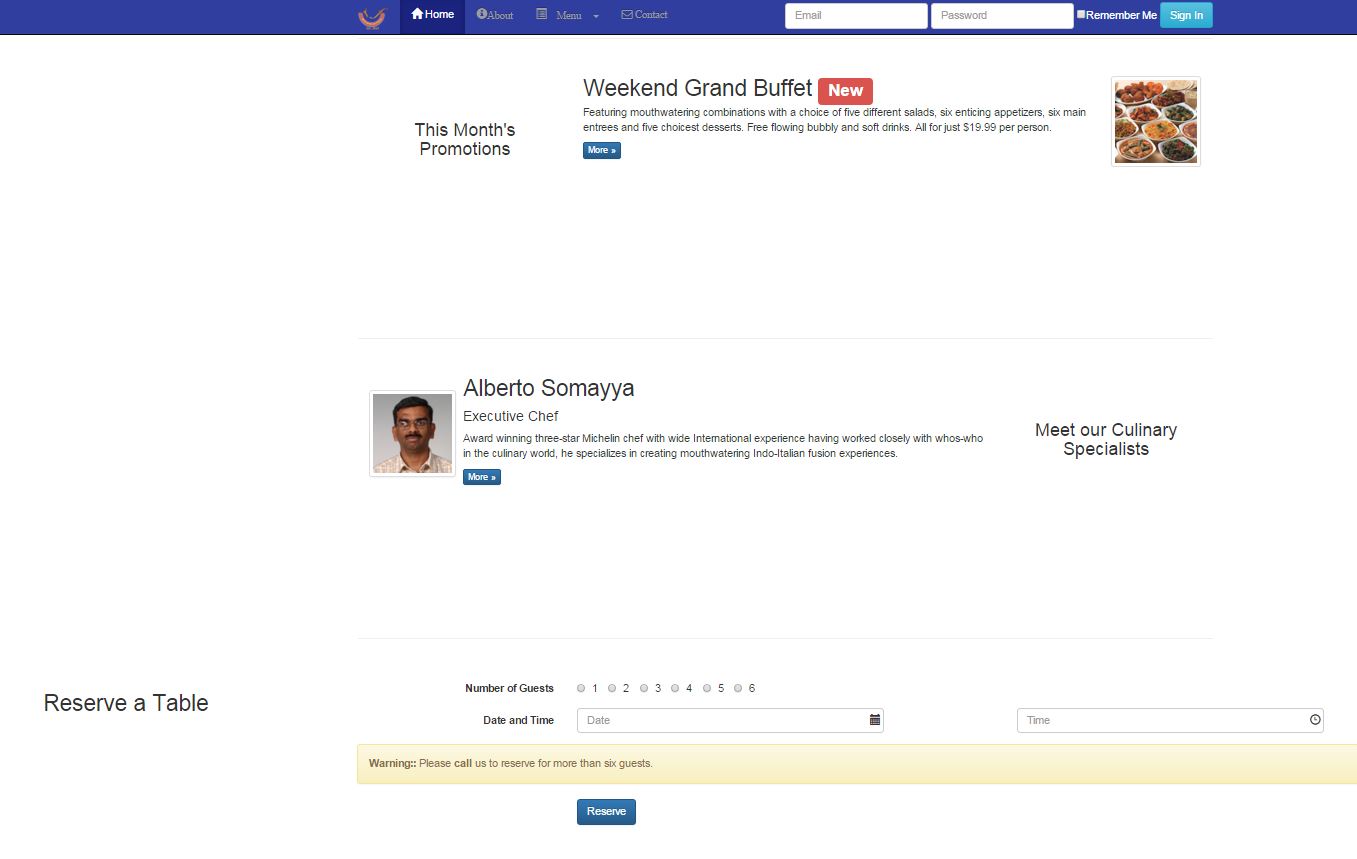 Home About Menu Contact Email Password Remember Me Sign In
Weekend Grand Buffet New
Featuring mouthwatering combinations with a choice of five different salads, six enticing appetizers, six main
entrees and five choicest desserts. Free flowing bubbly and soft drinks. All for just $19.99 per person.
More »
This Month's
Promotions
Alberto Somayya
Executive Chef
Award winning three-star Michelin chef with wide International experience having worked closely with whos-who
in the culinary world, he specializes in creating mouthwatering Indo-Italian fusion experiences.
More »
Meet our Culinary
Specialists
Reserve a Table
Number of Guests 1 2 3 4 5 6
Date and Time Date Time
Warning:: Please call us to reserve for more than six guests.
Reserve